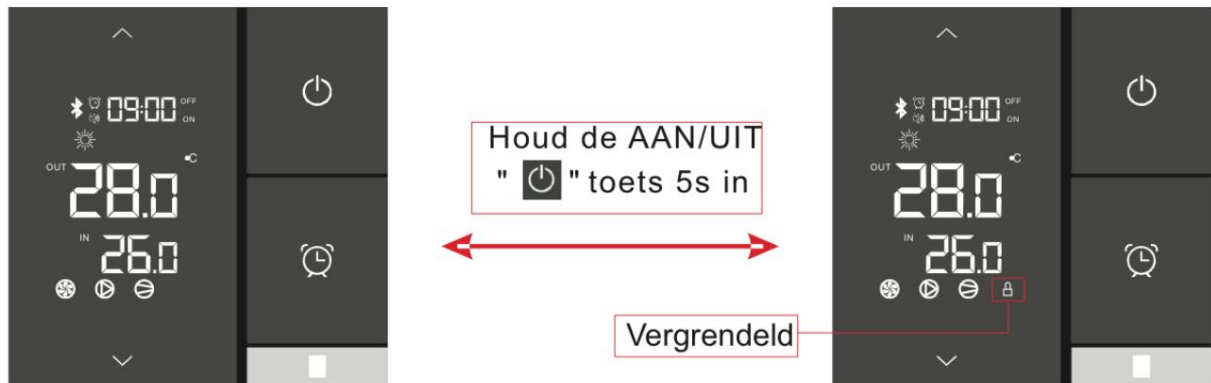 09:00 OFF
ON
OUT 28.0 °C
IN 26.0
Houd de AAN/UIT
" " toets 5s in
09:00 OFF
ON
OUT 28.0 °C
IN 26.0
Vergrendeld